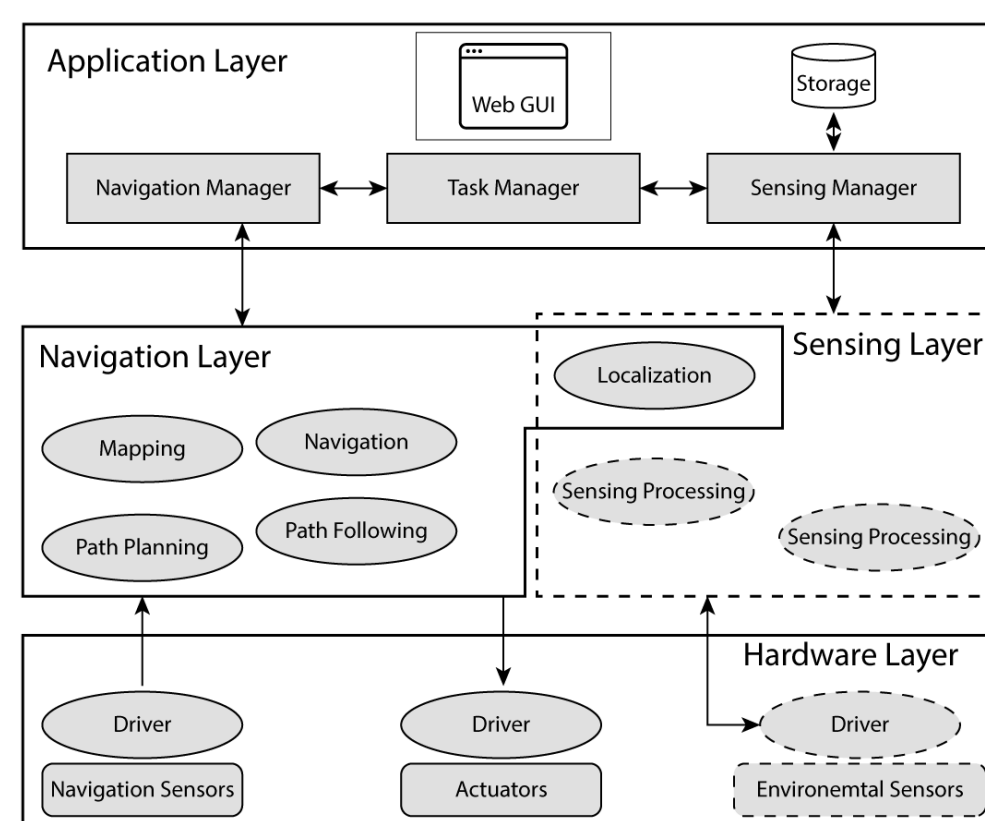 Application Layer
Web GUI
Storage
Navigation Manager
Task Manager
Sensing Manager
Navigation Layer
Sensing Layer
Localization
Mapping
Navigation
Sensing Processing
Path Planning
Path Following
Sensing Processing
Hardware Layer
Driver
Driver
Driver
Navigation Sensors
Actuators
Environemtal Sensors